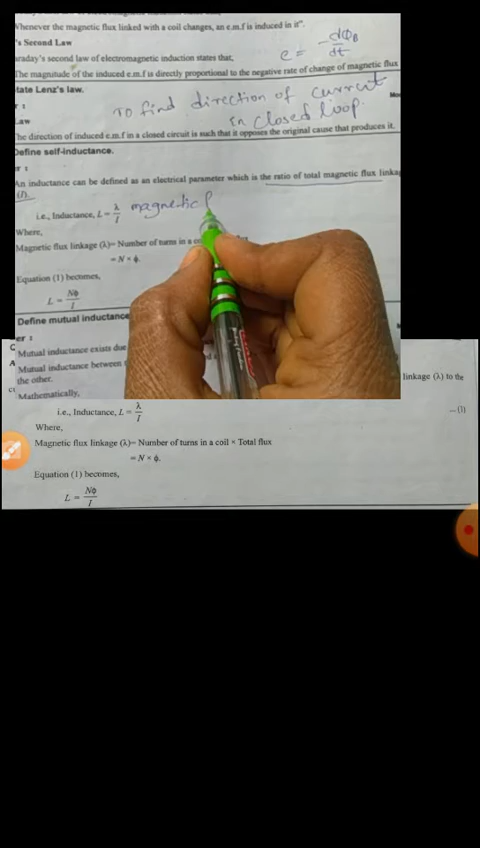 Whenever the magnetic flux linked with a coil changes, an e.m.f is induced in it".
's Second Law
araday's second law of electromagnetic induction states that,
e = -dΦB/dt
The magnitude of the induced e.m.f is directly proportional to the negative rate of change of magnetic flux
tate Lenz's law.
To find direction of current
in closed loop.
r :
Law
The direction of induced e.m.f in a closed circuit is such that it opposes the original cause that produces it.
Define self-inductance.
er :
An inductance can be defined as an electrical parameter which is the ratio of total magnetic flux linkag
(I).
i.e., Inductance, L = λ/I magnetic f
Where,
Magnetic flux linkage (λ)= Number of turns in a co
= N × ϕ.
Equation (1) becomes,
L = Nϕ/I
Define mutual inductance
er :
Mutual inductance exists due
Mutual inductance between
the other.
linkage (λ) to the
Mathematically,
i.e., Inductance, L = λ/I
...(1)
Where,
Magnetic flux linkage (λ)= Number of turns in a coil × Total flux
= N × ϕ.
Equation (1) becomes,
L = Nϕ/I